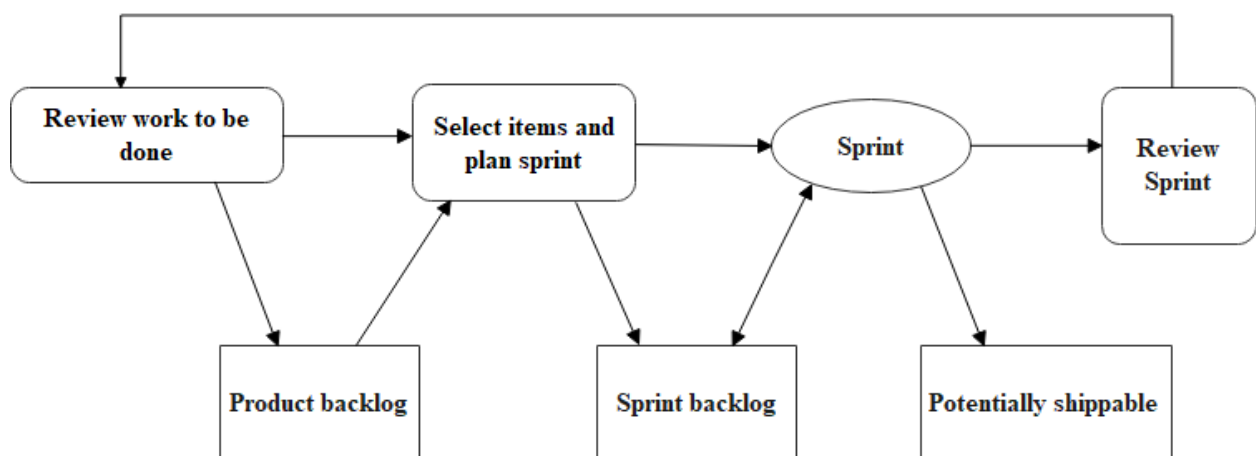 Review work to be
done
Select items and
plan sprint
Sprint
Review
Sprint
Product backlog
Sprint backlog
Potentially shippable